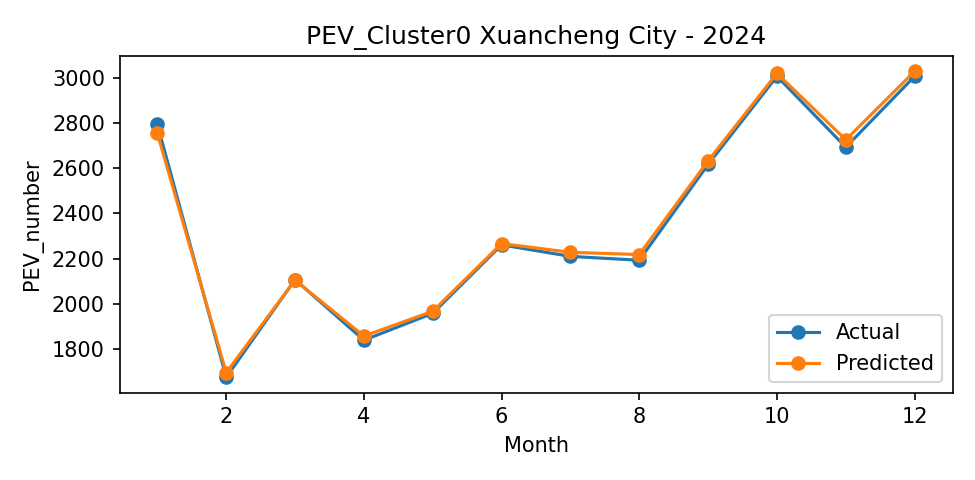 PEV_Cluster0 Xuancheng City - 2024
PEV_number
3000
2800
2600
2400
2200
2000
1800
2 4 6 8 10 12
Month
Actual
Predicted